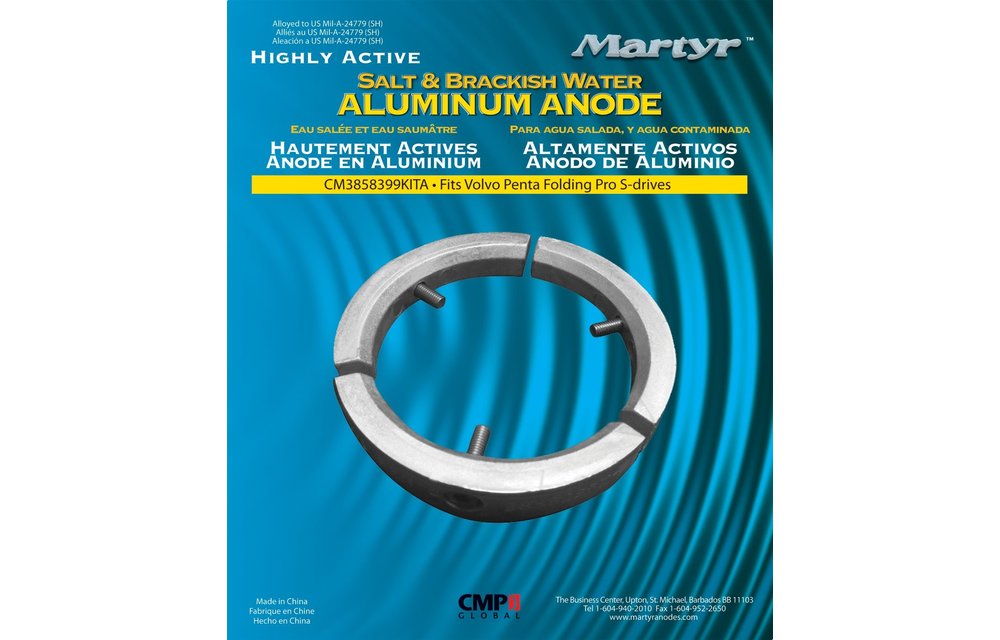 Alloyed to US Mil-A-24779 (SH)
Alliés au US Mil-A-24779 (SH)
Aleación a US Mil-A-24779 (SH)
HIGHLY ACTIVE
Martyr™
SALT & BRACKISH WATER
ALUMINUM ANODE
EAU SALÉE ET EAU SAUMÂTRE
HAUTEMENT ACTIVES
ANODE EN ALUMINIUM
PARA AGUA SALADA, Y AGUA CONTAMINADA
ALTAMENTE ACTIVOS
ANODO DE ALUMINIO
CM3858399KITA • Fits Volvo Penta Folding Pro S-drives
Made in China
Fabrique en Chine
Hecho en China
CMP
GLOBAL
The Business Center, Upton, St. Michael, Barbados BB 11103
Tel 1-604-940-2010 Fax 1-604-952-2650
www.martyranodes.com